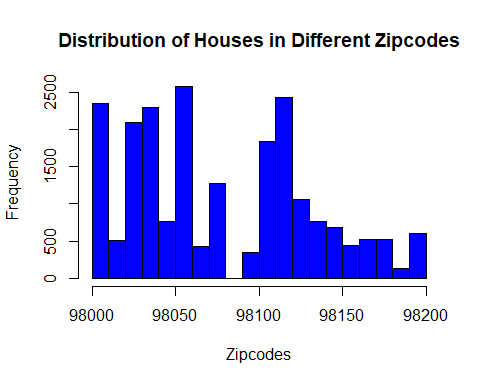 Distribution of Houses in Different Zipcodes
Frequency
2500
1500
500
0
98000 98050 98100 98150 98200
Zipcodes